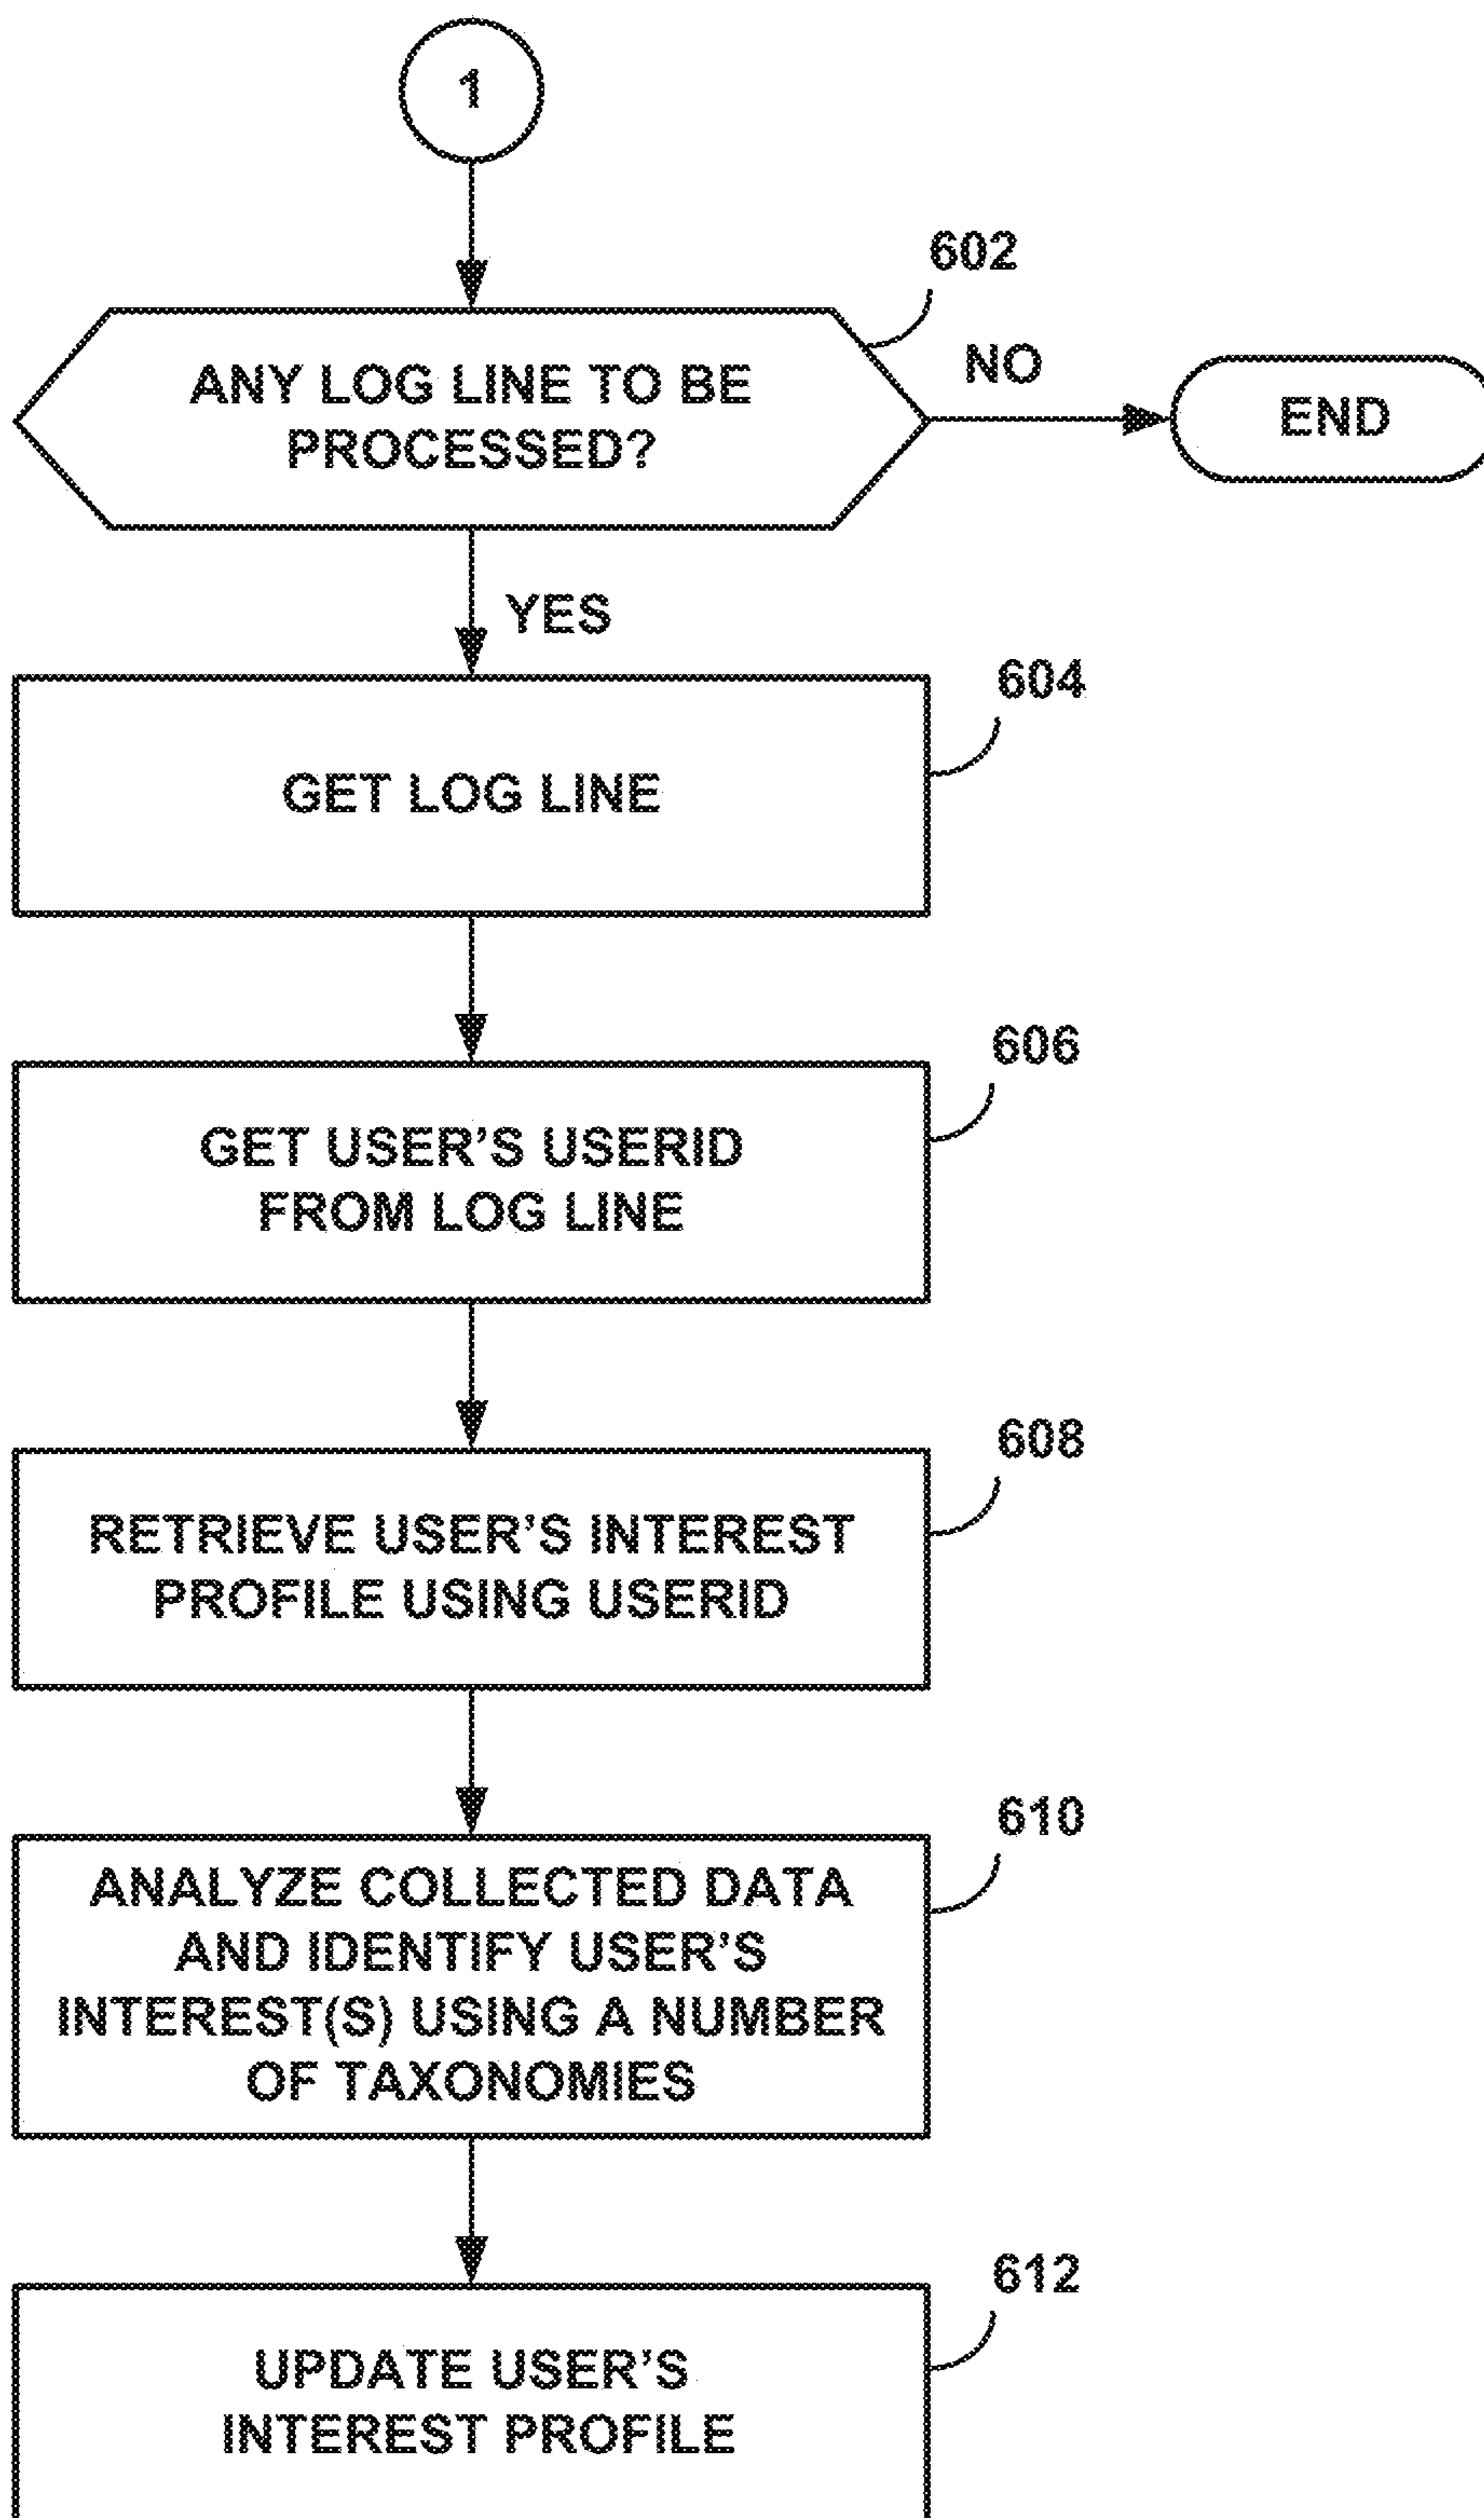 1
602
ANY LOG LINE TO BE
PROCESSED?
NO
END
YES
604
GET LOG LINE
606
GET USER'S USERID
FROM LOG LINE
608
RETRIEVE USER'S INTEREST
PROFILE USING USERID
610
ANALYZE COLLECTED DATA
AND IDENTIFY USER'S
INTEREST(S) USING A NUMBER
OF TAXONOMIES
612
UPDATE USER'S
INTEREST PROFILE